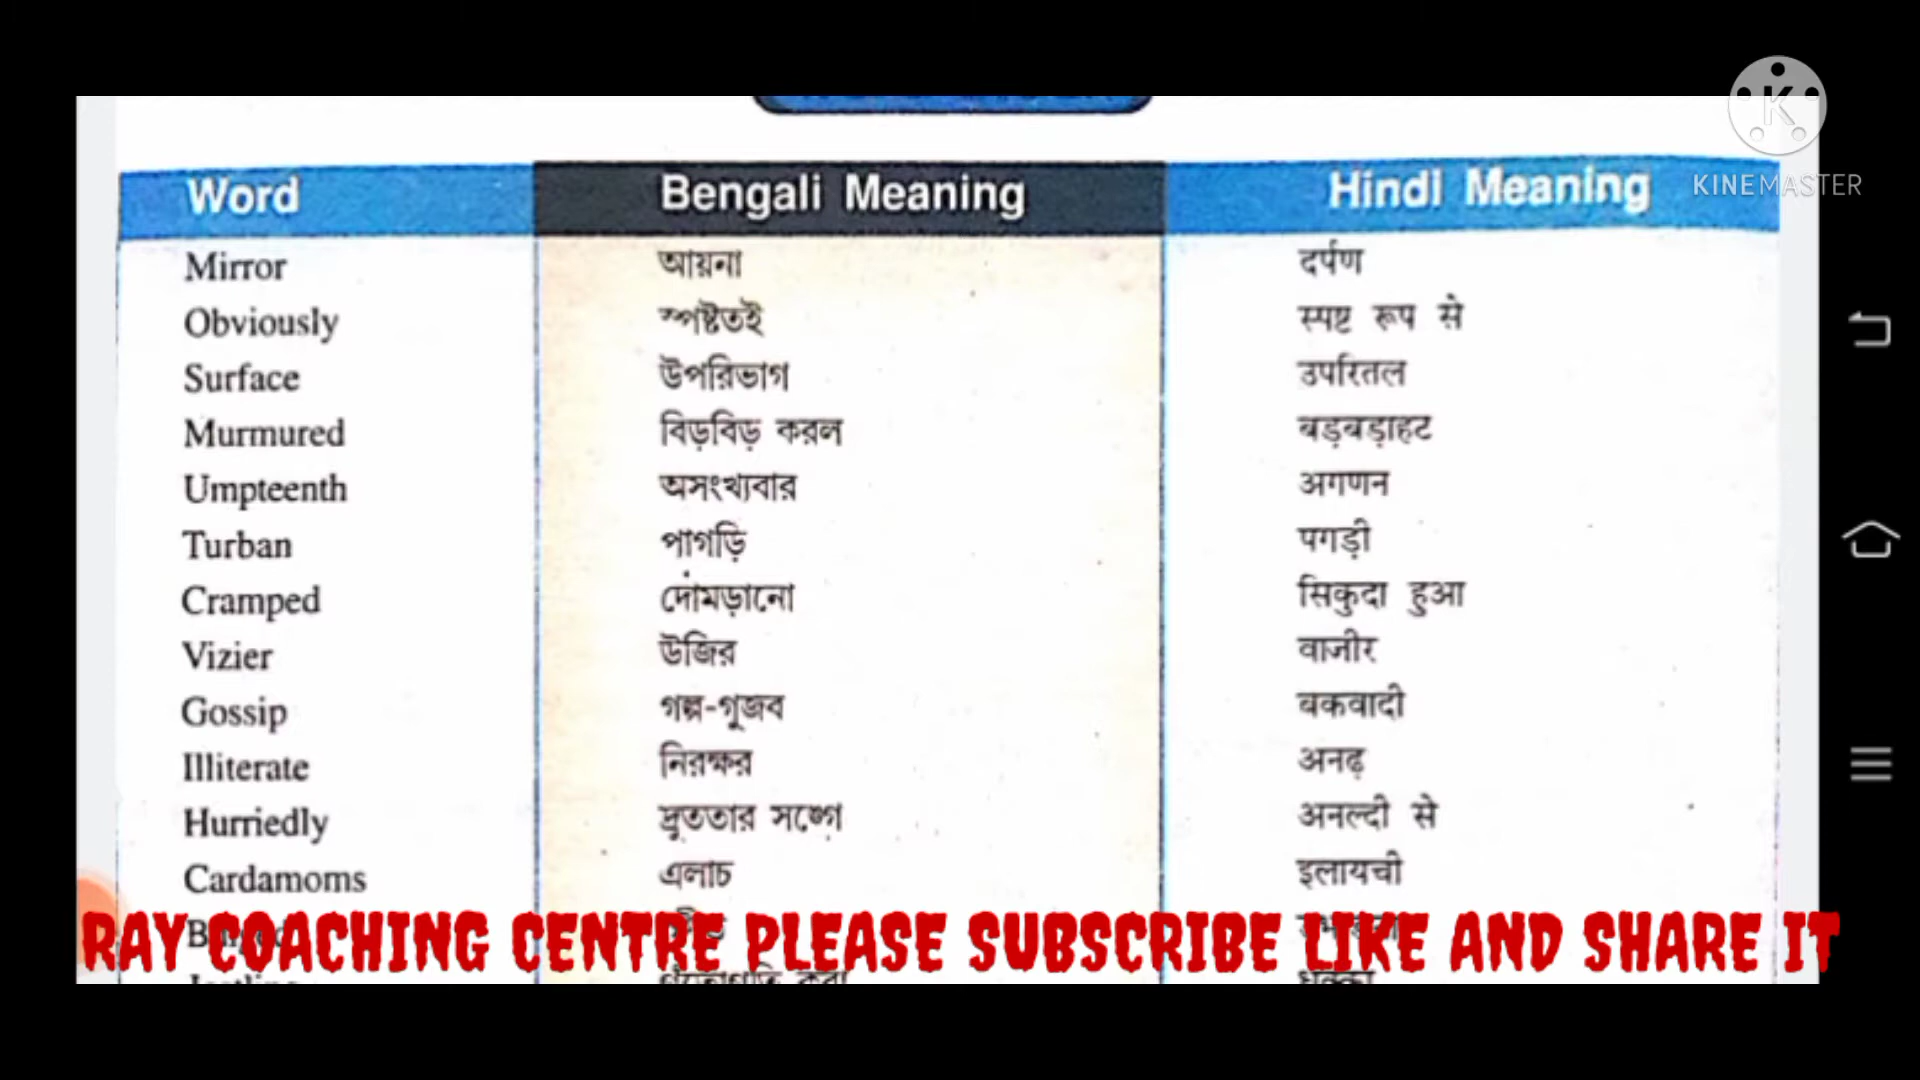 KINEMASTER
Word Bengali Meaning Hindi Meaning
Mirror আয়না दर्पण
Obviously স্পষ্টতই स्पष्ट रूप से
Surface উপরিভাগ उपरितल
Murmured বিড়বিড় করল बड़बड़ाहट
Umpteenth অসংখ্যবার अगणन
Turban পাগড়ি पगड़ी
Cramped দোমড়ানো सिकुदा हुआ
Vizier উজির वाजीर
Gossip গল্প-গুজব बकवादी
Illiterate নিরক্ষর अनढ़
Hurriedly দ্রুততার সঙ্গে अनल्दी से
Cardamoms এলাচ इलायची
RAY COACHING CENTRE PLEASE SUBSCRIBE LIKE AND SHARE IT